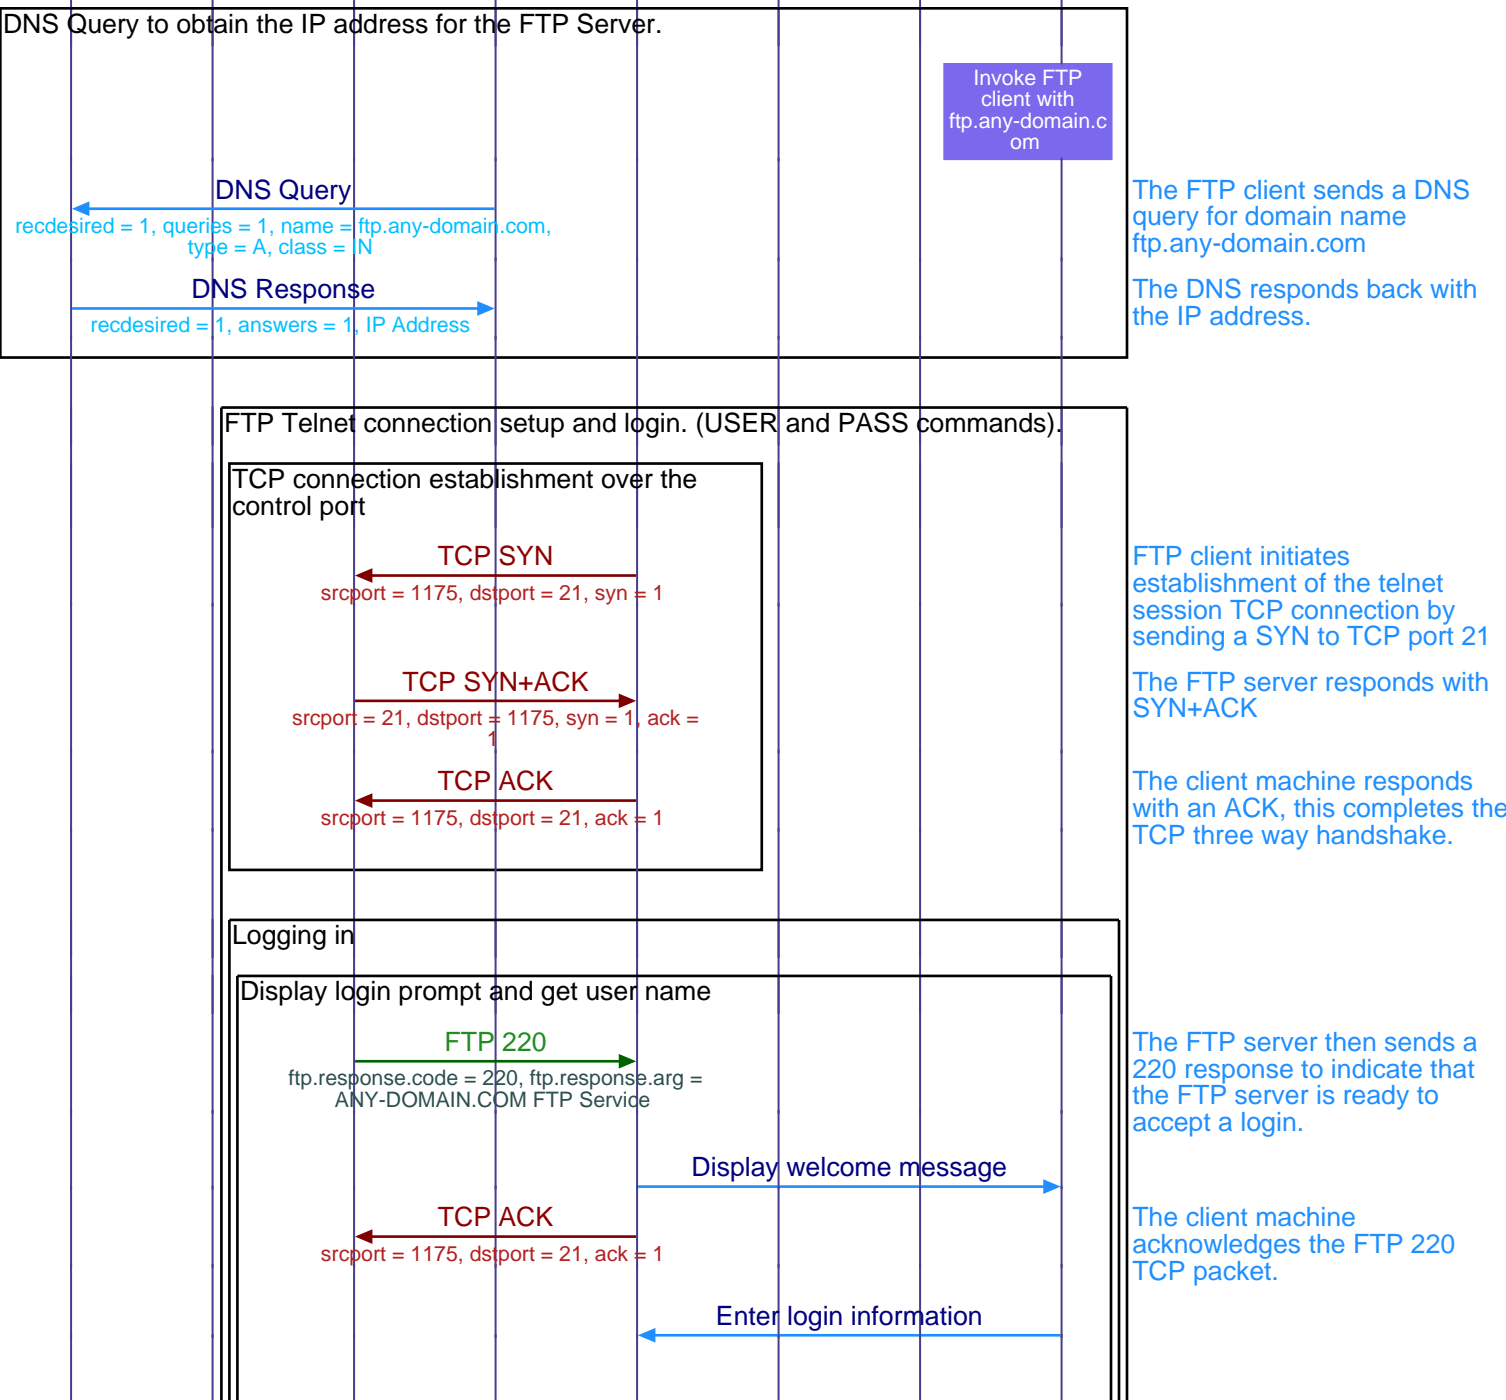 DNS Query to obtain the IP address for the FTP Server.
Invoke FTP
client with
ftp.any-domain.c
om
DNS Query
recdesired = 1, queries = 1, name = ftp.any-domain.com,
type = A, class = IN
The FTP client sends a DNS
query for domain name
ftp.any-domain.com
DNS Response
recdesired = 1, answers = 1, IP Address
The DNS responds back with
the IP address.
FTP Telnet connection setup and login. (USER and PASS commands).
TCP connection establishment over the
control port
TCP SYN
srcport = 1175, dstport = 21, syn = 1
FTP client initiates
establishment of the telnet
session TCP connection by
sending a SYN to TCP port 21
TCP SYN+ACK
srcport = 21, dstport = 1175, syn = 1, ack =
1
The FTP server responds with
SYN+ACK
TCP ACK
srcport = 1175, dstport = 21, ack = 1
The client machine responds
with an ACK, this completes the
TCP three way handshake.
Logging in
Display login prompt and get user name
FTP 220
ftp.response.code = 220, ftp.response.arg =
ANY-DOMAIN.COM FTP Service
The FTP server then sends a
220 response to indicate that
the FTP server is ready to
accept a login.
Display welcome message
TCP ACK
srcport = 1175, dstport = 21, ack = 1
The client machine
acknowledges the FTP 220
TCP packet.
Enter login information